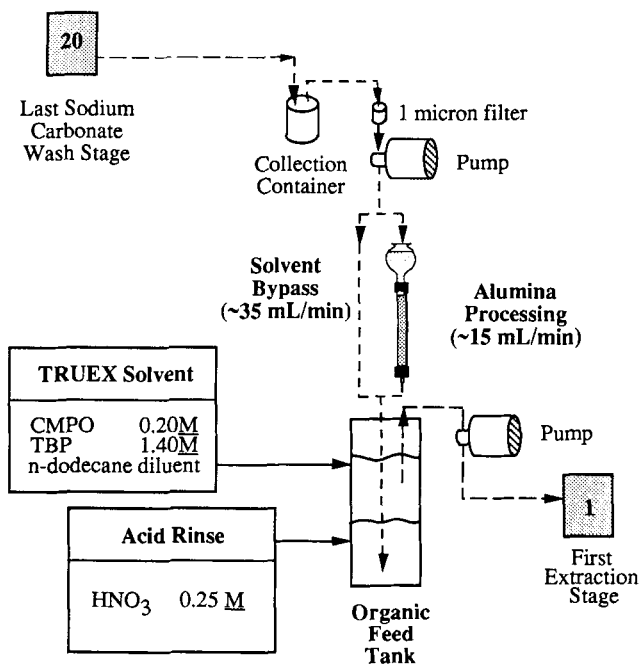 20
Last Sodium
Carbonate
Wash Stage
Collection
Container
1 micron filter
Pump
Solvent
Bypass
(~35 mL/min)
Alumina
Processing
(~15 mL/min)
TRUEX Solvent
CMPO 0.20M
TBP 1.40M
n-dodecane diluent
Pump
Acid Rinse
HNO3 0.25 M
1
First
Extraction
Stage
Organic
Feed
Tank